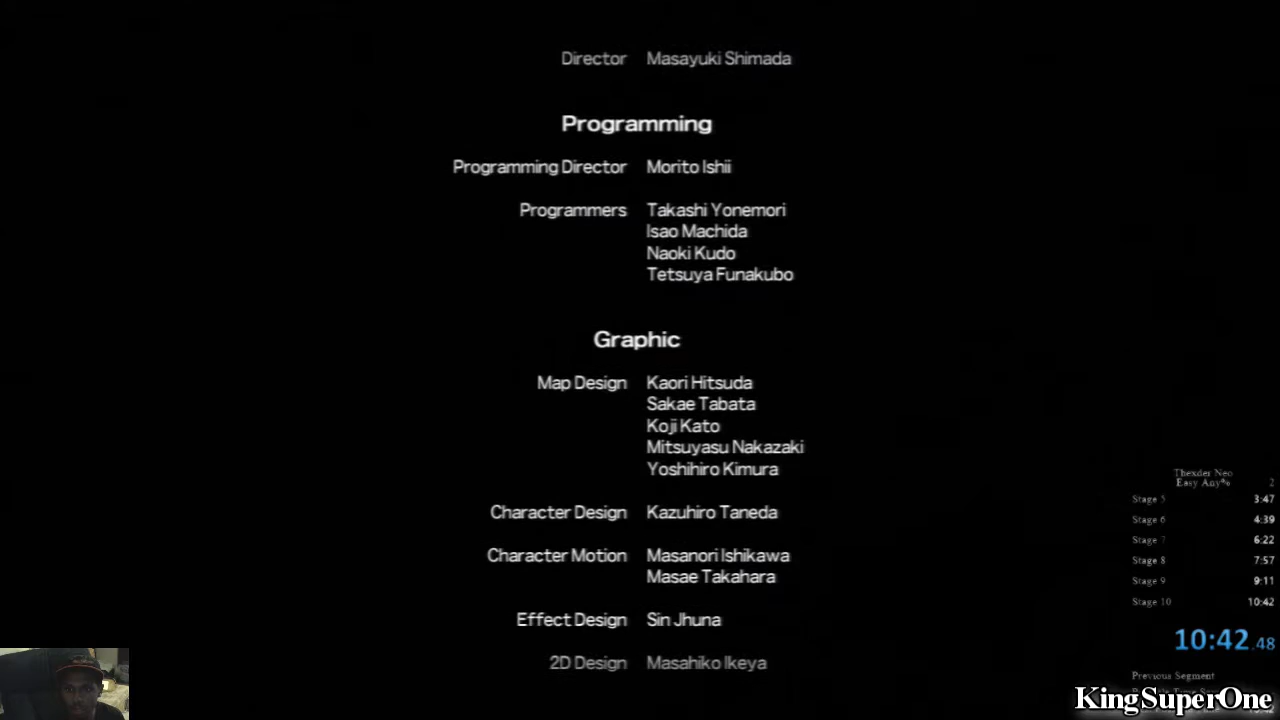 Director Masayuki Shimada
Programming
Programming Director Morito Ishii
Programmers Takashi Yonemori
Isao Machida
Naoki Kudo
Tetsuya Funakubo
Graphic
Map Design Kaori Hitsuda
Sakae Tabata
Koji Kato
Mitsuyasu Nakazaki
Yoshihiro Kimura
Character Design Kazuhiro Taneda
Character Motion Masanori Ishikawa
Masae Takahara
Effect Design Sin Jhuna
2D Design Masahiko Ikeya
Thexder Neo
Easy Any% 2
Stage 5 3:47
Stage 6 4:39
Stage 7 6:22
Stage 8 7:57
Stage 9 9:11
Stage 10 10:42
10:42.48
Previous Segment
KingSuperOne